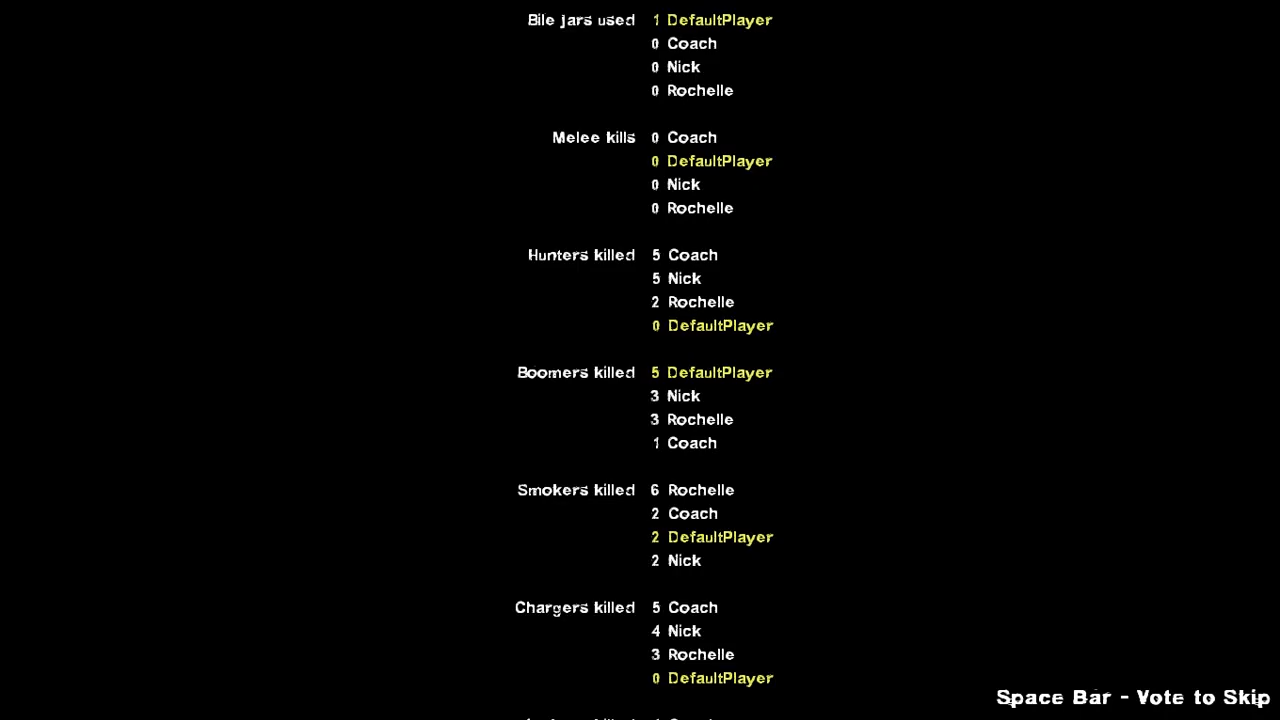 Bile jars used 1 DefaultPlayer
0 Coach
0 Nick
0 Rochelle
Melee kills 0 Coach
0 DefaultPlayer
0 Nick
0 Rochelle
Hunters killed 5 Coach
5 Nick
2 Rochelle
0 DefaultPlayer
Boomers killed 5 DefaultPlayer
3 Nick
3 Rochelle
1 Coach
Smokers killed 6 Rochelle
2 Coach
2 DefaultPlayer
2 Nick
Chargers killed 5 Coach
4 Nick
3 Rochelle
0 DefaultPlayer
Space Bar - Vote to Skip